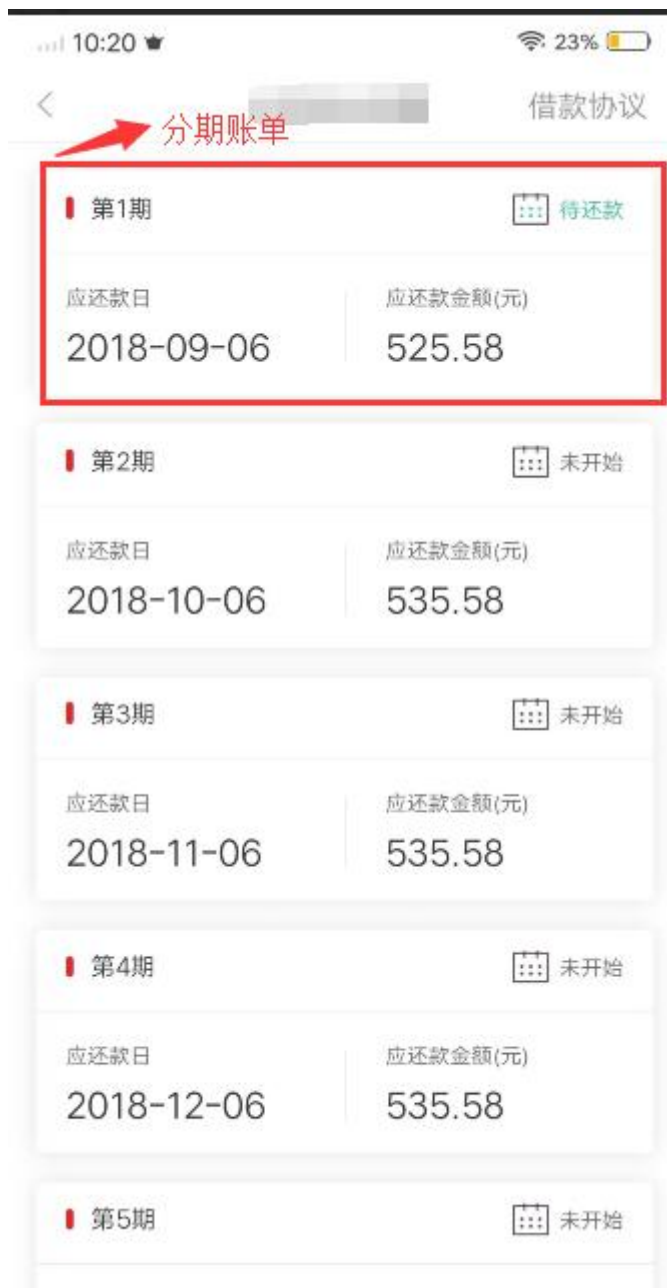 10:20 23%
借款协议
分期账单
第1期 待还款
应还款日 应还款金额(元)
2018-09-06 525.58
第2期 未开始
应还款日 应还款金额(元)
2018-10-06 535.58
第3期 未开始
应还款日 应还款金额(元)
2018-11-06 535.58
第4期 未开始
应还款日 应还款金额(元)
2018-12-06 535.58
第5期 未开始